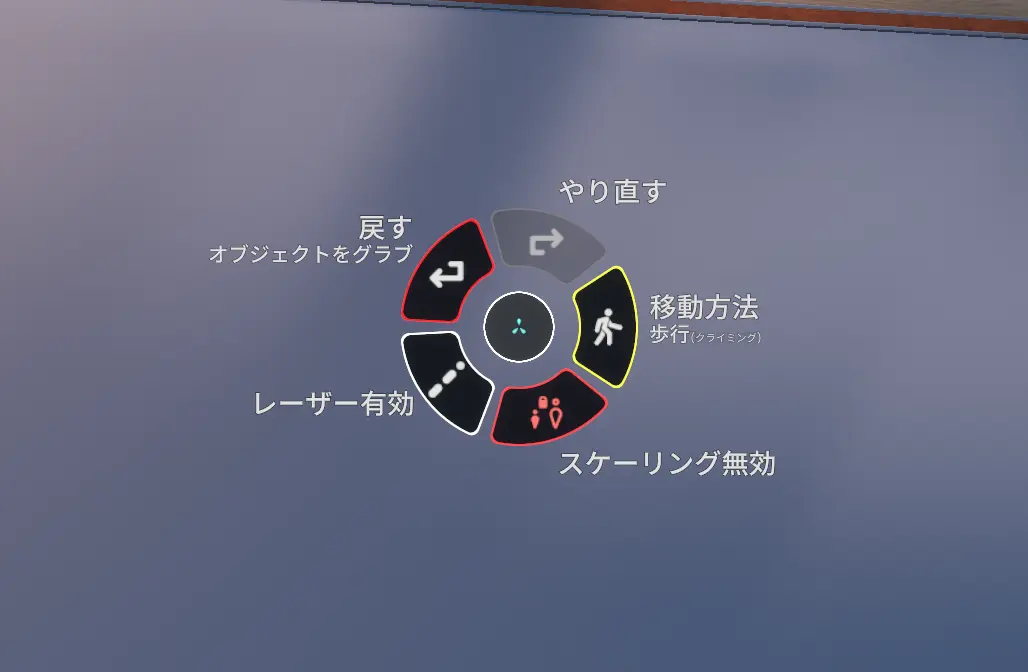 やり直す
戻す
オブジェクトをグラブ
移動方法
歩行(クライミング)
レーザー有効
スケーリング無効